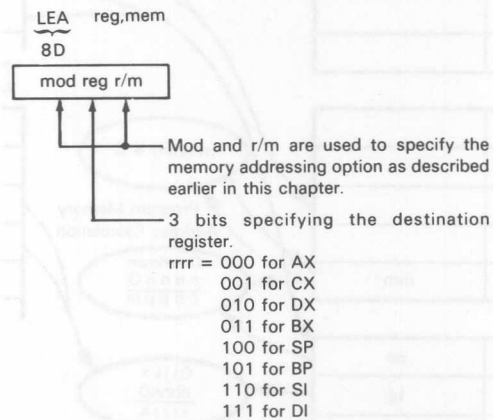 LEA reg,mem
8D
mod reg r/m
Mod and r/m are used to specify the
memory addressing option as described
earlier in this chapter.
3 bits specifying the destination
register.
rrrr = 000 for AX
001 for CX
010 for DX
011 for BX
100 for SP
101 for BP
110 for SI
111 for DI